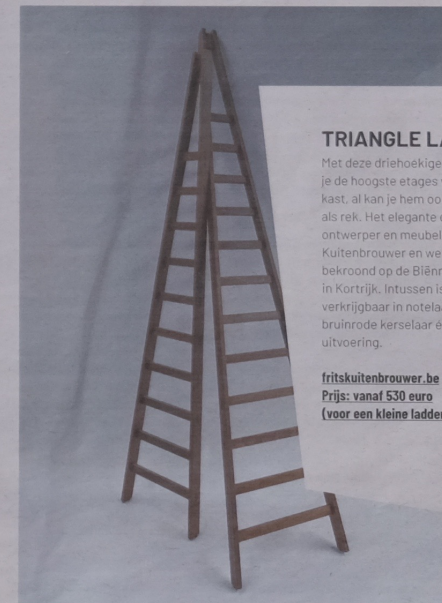 TRIANGLE LA
Met deze driehoekige
je de hoogste etages
kast, al kan je hem oo
als rek. Het elegante
ontwerper en meubel
Kuitenbrouwer en we
bekroond op de Biënn
in Kortrijk. Intussen is
verkrijgbaar in notela
bruinrode kerselaar é
uitvoering.
fritskuitenbrouwer.be
Prijs: vanaf 530 euro
(voor een kleine ladder